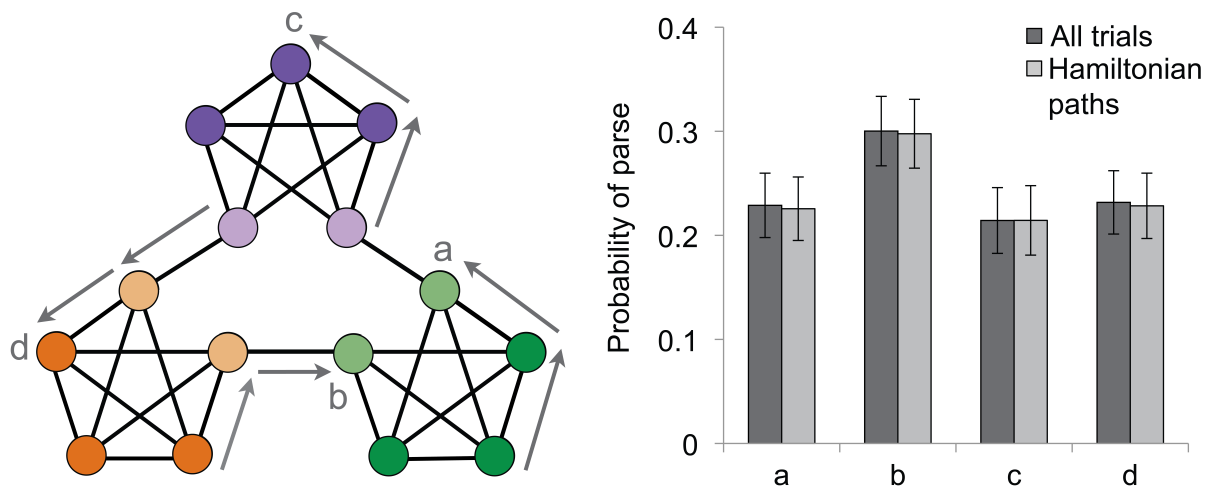 c
a
d
b
0.4
0.3
0.2
0.1
0
Probability of parse
All trials
Hamiltonian
paths
a b c d